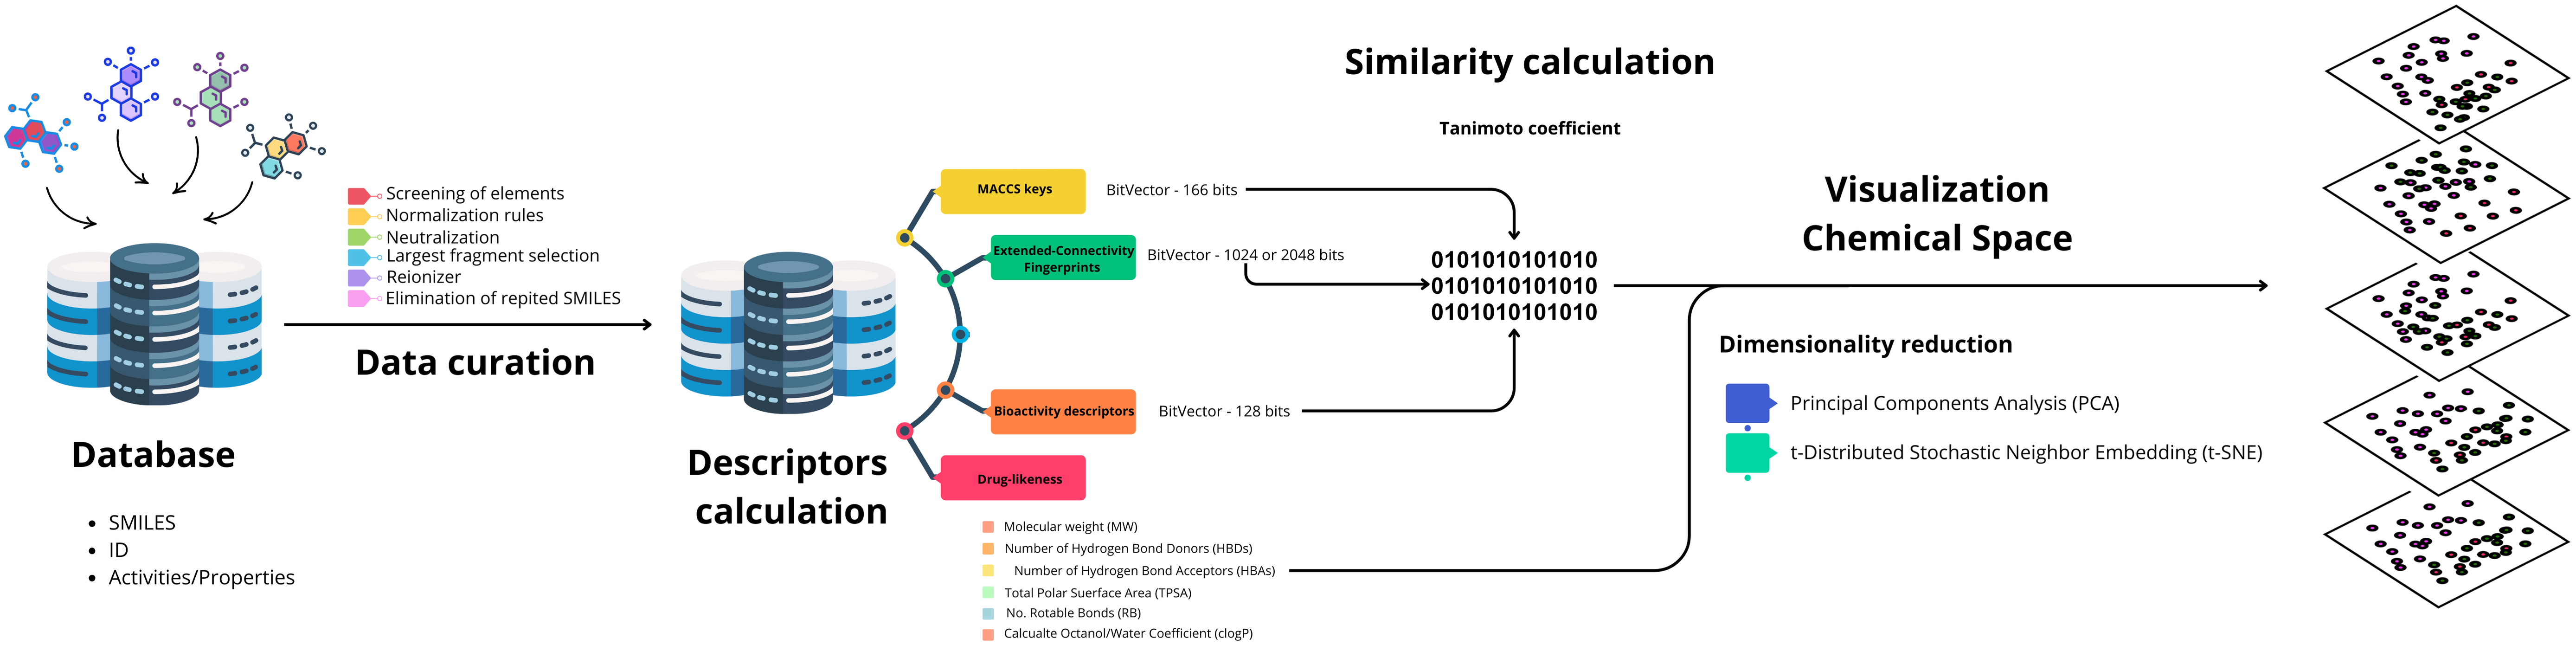 Screening of elements
Normalization rules
Neutralization
Largest fragment selection
Reionizer
Elimination of repited SMILES
Data curation
Database
• SMILES
• ID
• Activities/Properties
Descriptors
calculation
MACCS keys
BitVector - 166 bits
Extended-Connectivity
Fingerprints
BitVector - 1024 or 2048 bits
Bioactivity descriptors
BitVector - 128 bits
Drug-likeness
Molecular weight (MW)
Number of Hydrogen Bond Donors (HBDs)
Number of Hydrogen Bond Acceptors (HBAs)
Total Polar Suerface Area (TPSA)
No. Rotable Bonds (RB)
Calcualte Octanol/Water Coefficient (clogP)
Similarity calculation
Tanimoto coefficient
0101010101010
0101010101010
0101010101010
Visualization
Chemical Space
Dimensionality reduction
Principal Components Analysis (PCA)
t-Distributed Stochastic Neighbor Embedding (t-SNE)